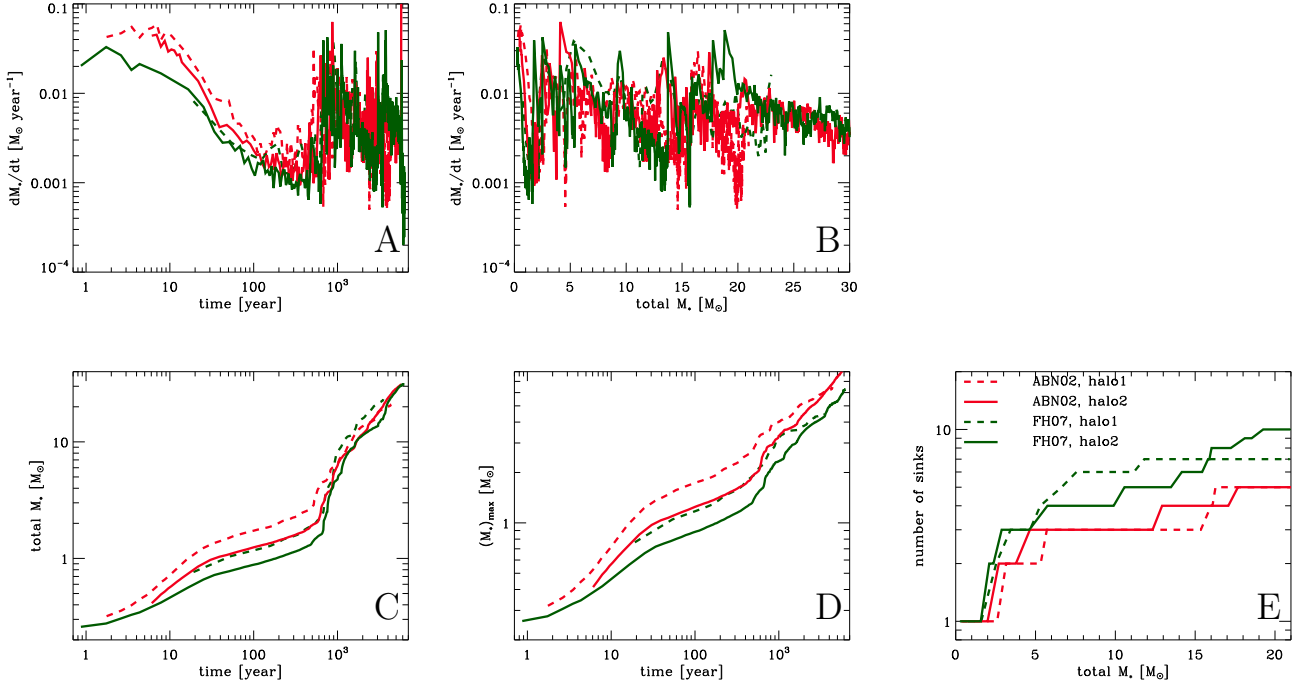 0.1
0.01
0.001
10⁻⁴
dM*/dt [M☉ year⁻¹]
A
1 10 100 10³
time [year]
0.1
0.01
0.001
10⁻⁴
dM*/dt [M☉ year⁻¹]
B
0 5 10 15 20 25 30
total M* [M☉]
10
1
total M* [M☉]
C
1 10 100 10³
time [year]
1
(M*)max [M☉]
D
1 10 100 10³
time [year]
ABN02, halo1
ABN02, halo2
FH07, halo1
FH07, halo2
10
1
number of sinks
E
0 5 10 15 20
total M* [M☉]